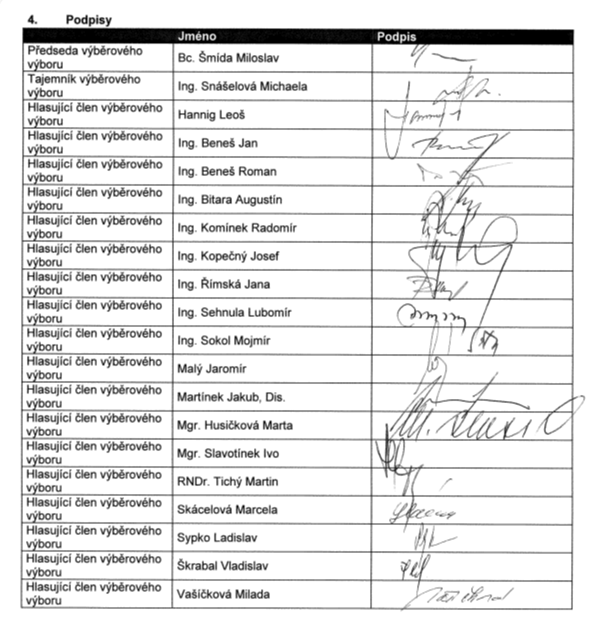 4. Podpisy
Jméno Podpis
Předseda výběrového výboru Bc. Šmída Miloslav
Tajemník výběrového výboru Ing. Snášelová Michaela
Hlasující člen výběrového výboru Hannig Leoš
Hlasující člen výběrového výboru Ing. Beneš Jan
Hlasující člen výběrového výboru Ing. Beneš Roman
Hlasující člen výběrového výboru Ing. Bitara Augustín
Hlasující člen výběrového výboru Ing. Komínek Radomír
Hlasující člen výběrového výboru Ing. Kopečný Josef
Hlasující člen výběrového výboru Ing. Římská Jana
Hlasující člen výběrového výboru Ing. Sehnula Lubomír
Hlasující člen výběrového výboru Ing. Sokol Mojmír
Hlasující člen výběrového výboru Malý Jaromír
Hlasující člen výběrového výboru Martínek Jakub, Dis.
Hlasující člen výběrového výboru Mgr. Husičková Marta
Hlasující člen výběrového výboru Mgr. Slavotínek Ivo
Hlasující člen výběrového výboru RNDr. Tichý Martin
Hlasující člen výběrového výboru Skácelová Marcela
Hlasující člen výběrového výboru Sypko Ladislav
Hlasující člen výběrového výboru Škrabal Vladislav
Hlasující člen výběrového výboru Vašíčková Milada